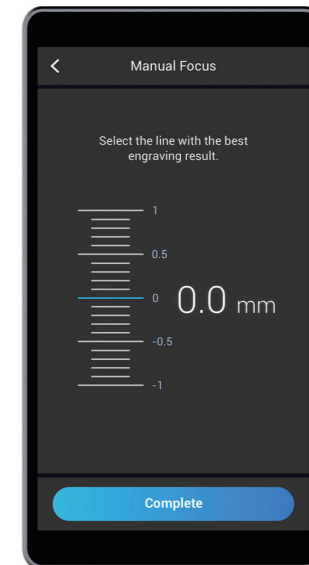 Manual Focus
Select the line with the best
engraving result.
1
0.5
0
0.0 mm
-0.5
-1
Complete